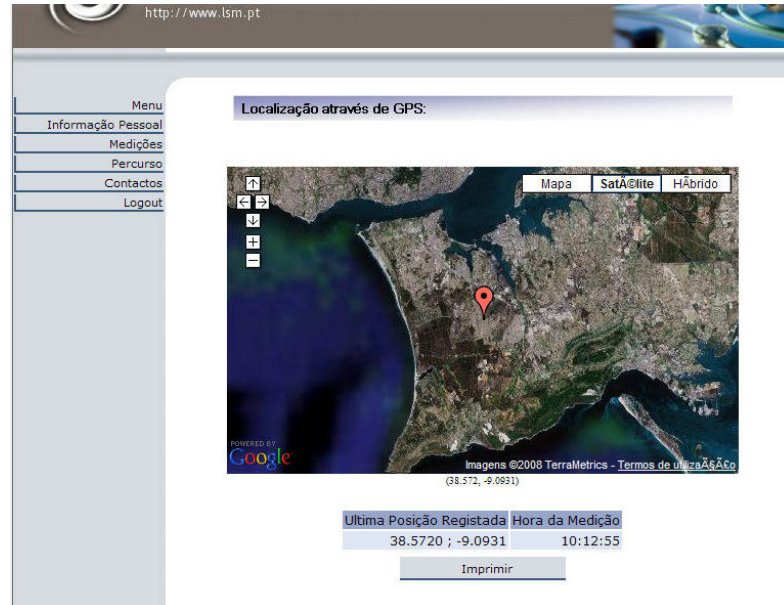 http://www.lsm.pt
Menu
Informação Pessoal
Medições
Percurso
Contactos
Logout
Localização através de GPS:
Mapa
SatÃ©lite
HÃbrido
POWERED BY
Google
Imagens ©2008 TerraMetrics - Termos de utilizaÃ§Ã£o
(38.572, -9.0931)
Ultima Posição Registada Hora da Medição
38.5720 ; -9.0931 10:12:55
Imprimir